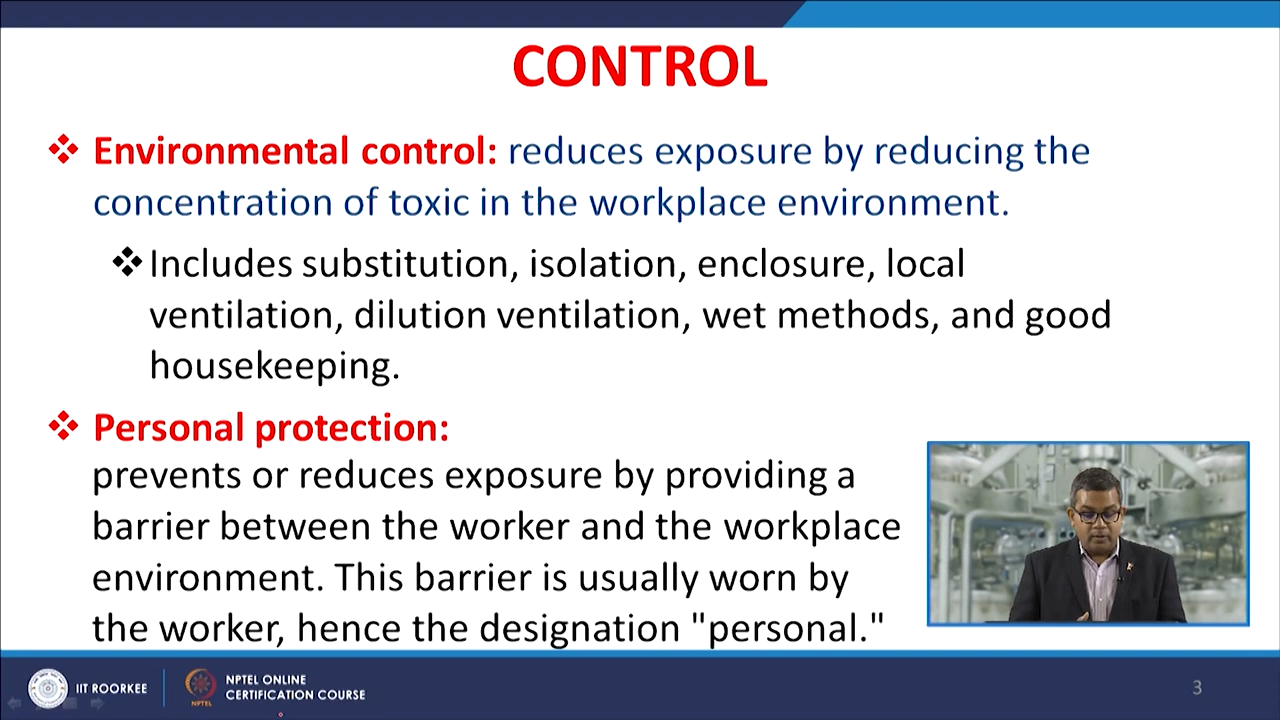 CONTROL
❖ Environmental control: reduces exposure by reducing the
concentration of toxic in the workplace environment.
❖Includes substitution, isolation, enclosure, local
ventilation, dilution ventilation, wet methods, and good
housekeeping.
❖ Personal protection:
prevents or reduces exposure by providing a
barrier between the worker and the workplace
environment. This barrier is usually worn by
the worker, hence the designation "personal."
IIT ROORKEE
NPTEL
NPTEL ONLINE
CERTIFICATION COURSE
3